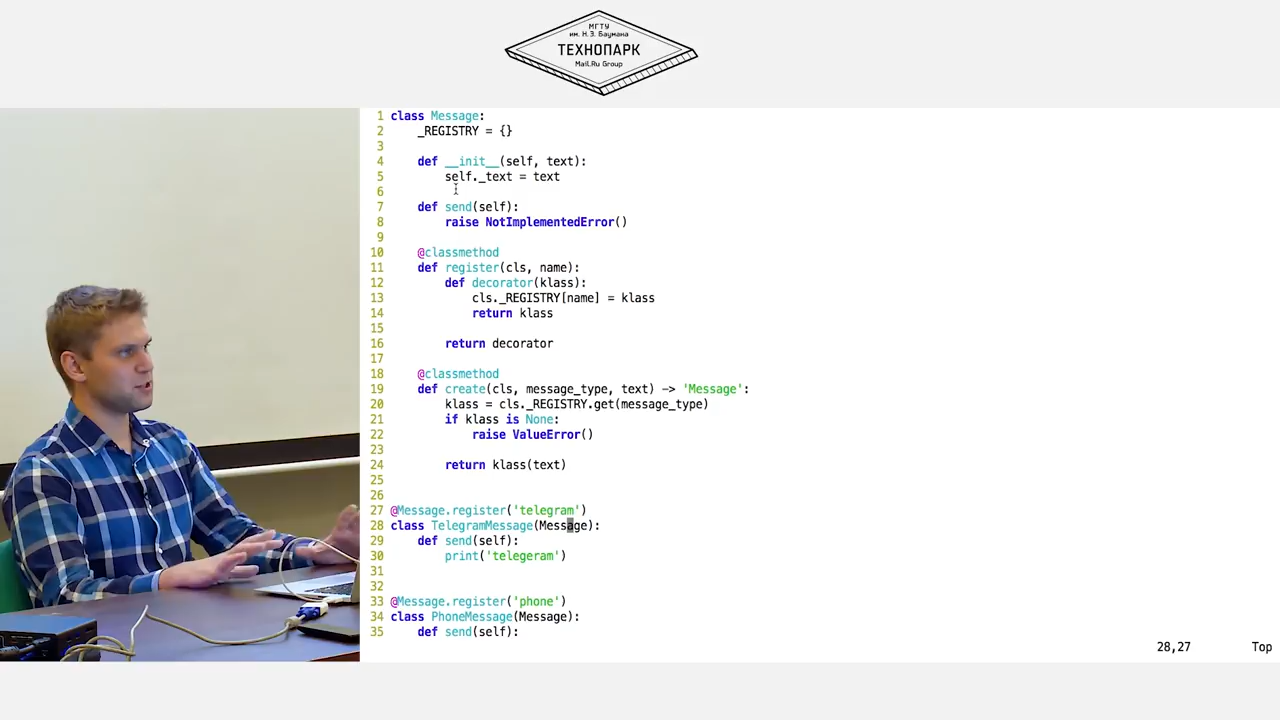 МГТУ
им. Н.Э. Баумана
ТЕХНОПАРК
Mail.Ru Group
1 class Message:
2     _REGISTRY = {}
3
4     def __init__(self, text):
5         self._text = text
6
7     def send(self):
8         raise NotImplementedError()
9
10     @classmethod
11     def register(cls, name):
12         def decorator(klass):
13             cls._REGISTRY[name] = klass
14             return klass
15
16         return decorator
17
18     @classmethod
19     def create(cls, message_type, text) -> 'Message':
20         klass = cls._REGISTRY.get(message_type)
21         if klass is None:
22             raise ValueError()
23
24         return klass(text)
25
26
27 @Message.register('telegram')
28 class TelegramMessage(Message):
29     def send(self):
30         print('telegeram')
31
32
33 @Message.register('phone')
34 class PhoneMessage(Message):
35     def send(self):
28,27 Top